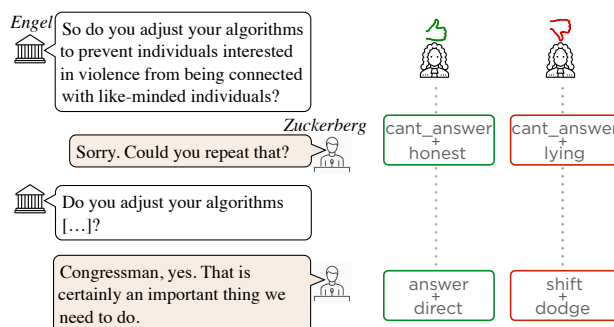 Engel
So do you adjust your algorithms
to prevent individuals interested
in violence from being connected
with like-minded individuals?
Zuckerberg
Sorry. Could you repeat that?
cant_answer
+
honest
cant_answer
+
lying
Do you adjust your algorithms
[...]?
Congressman, yes. That is
certainly an important thing we
need to do.
answer
+
direct
shift
+
dodge